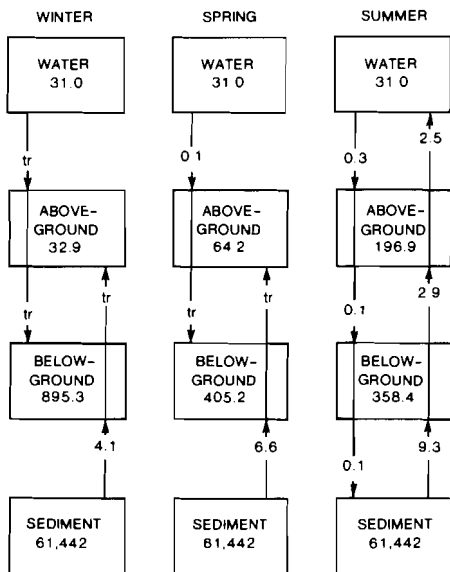 WINTER SPRING SUMMER
WATER WATER WATER
31.0 31.0 31.0
tr 0.1 0.3 2.5
ABOVE- ABOVE- ABOVE-
GROUND GROUND GROUND
32.9 64.2 196.9
tr tr tr tr 0.1 2.9
BELOW- BELOW- BELOW-
GROUND GROUND GROUND
895.3 405.2 358.4
4.1 6.6 0.1 9.3
SEDIMENT SEDIMENT SEDIMENT
61,442 61,442 61,442